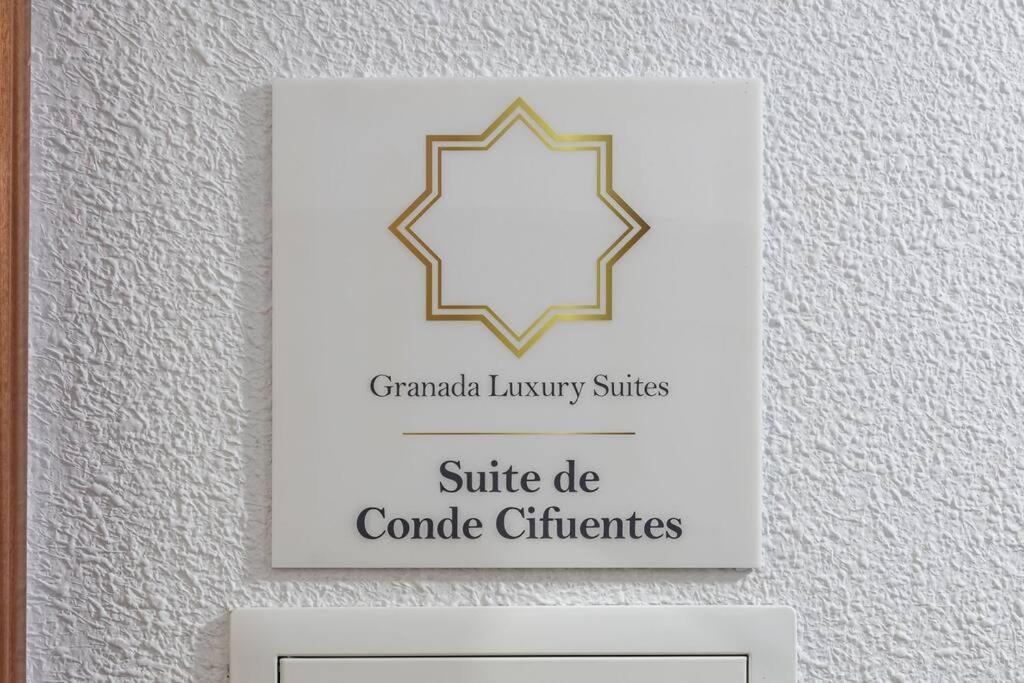 Granada Luxury Suites
Suite de
Conde Cifuentes